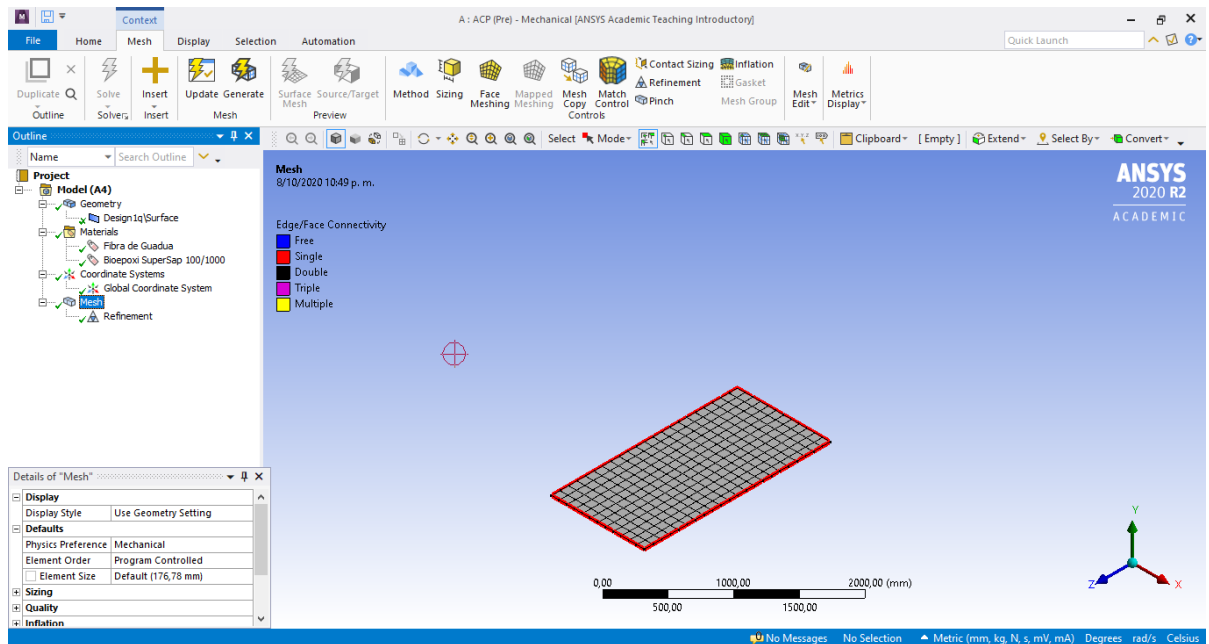 Context
A : ACP (Pre) - Mechanical [ANSYS Academic Teaching Introductory]
File Home Mesh Display Selection Automation
Quick Launch
Duplicate
Solve
Insert
Update
Generate
Surface Mesh
Source/Target
Method
Sizing
Face Meshing
Mapped Meshing
Mesh Copy
Match Control
Contact Sizing
Refinement
Pinch
Inflation
Gasket
Mesh Group
Mesh Edit
Metrics Display
Outline
Solver
Insert
Mesh
Preview
Controls
Outline
Select Mode Clipboard [ Empty ] Extend Select By Convert
Name
Search Outline
Project
Model (A4)
Geometry
Design1q\Surface
Materials
Fibra de Guadua
Bioepoxi SuperSap 100/1000
Coordinate Systems
Global Coordinate System
Mesh
Refinement
Mesh
8/10/2020 10:49 p. m.
Edge/Face Connectivity
Free
Single
Double
Triple
Multiple
ANSYS
2020 R2
ACADEMIC
Details of "Mesh"
Display
Display Style Use Geometry Setting
Defaults
Physics Preference Mechanical
Element Order Program Controlled
Element Size Default (176,78 mm)
Sizing
Quality
Inflation
0,00 1000,00 2000,00 (mm)
500,00 1500,00
Y
Z
X
No Messages No Selection Metric (mm, kg, N, s, mV, mA) Degrees rad/s Celsius